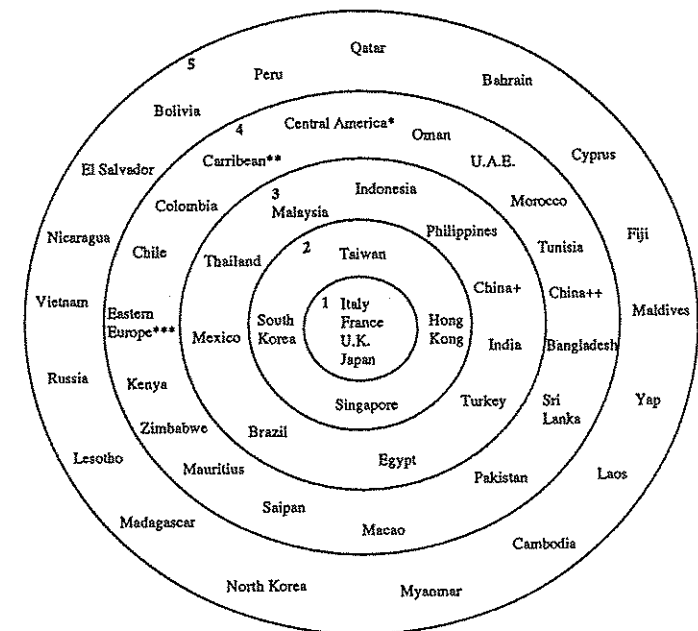 Qatar
5
Peru
Bahrain
Bolivia
4
Central America*
Oman
Carribean**
U.A.E.
Cyprus
El Salvador
3
Indonesia
Colombia
Malaysia
Morocco
Nicaragua
Philippines
Fiji
Chile
Thailand
2
Taiwan
Tunisia
Vietnam
China+
China++
Maldives
1
Italy
France
U.K.
Japan
Eastern
Europe***
Mexico
South
Korea
Hong
Kong
India
Bangladesh
Russia
Kenya
Singapore
Turkey
Sri
Lanka
Yap
Zimbabwe
Brazil
Lesotho
Mauritius
Egypt
Pakistan
Laos
Saipan
Madagascar
Macao
Cambodia
North Korea
Myanmar